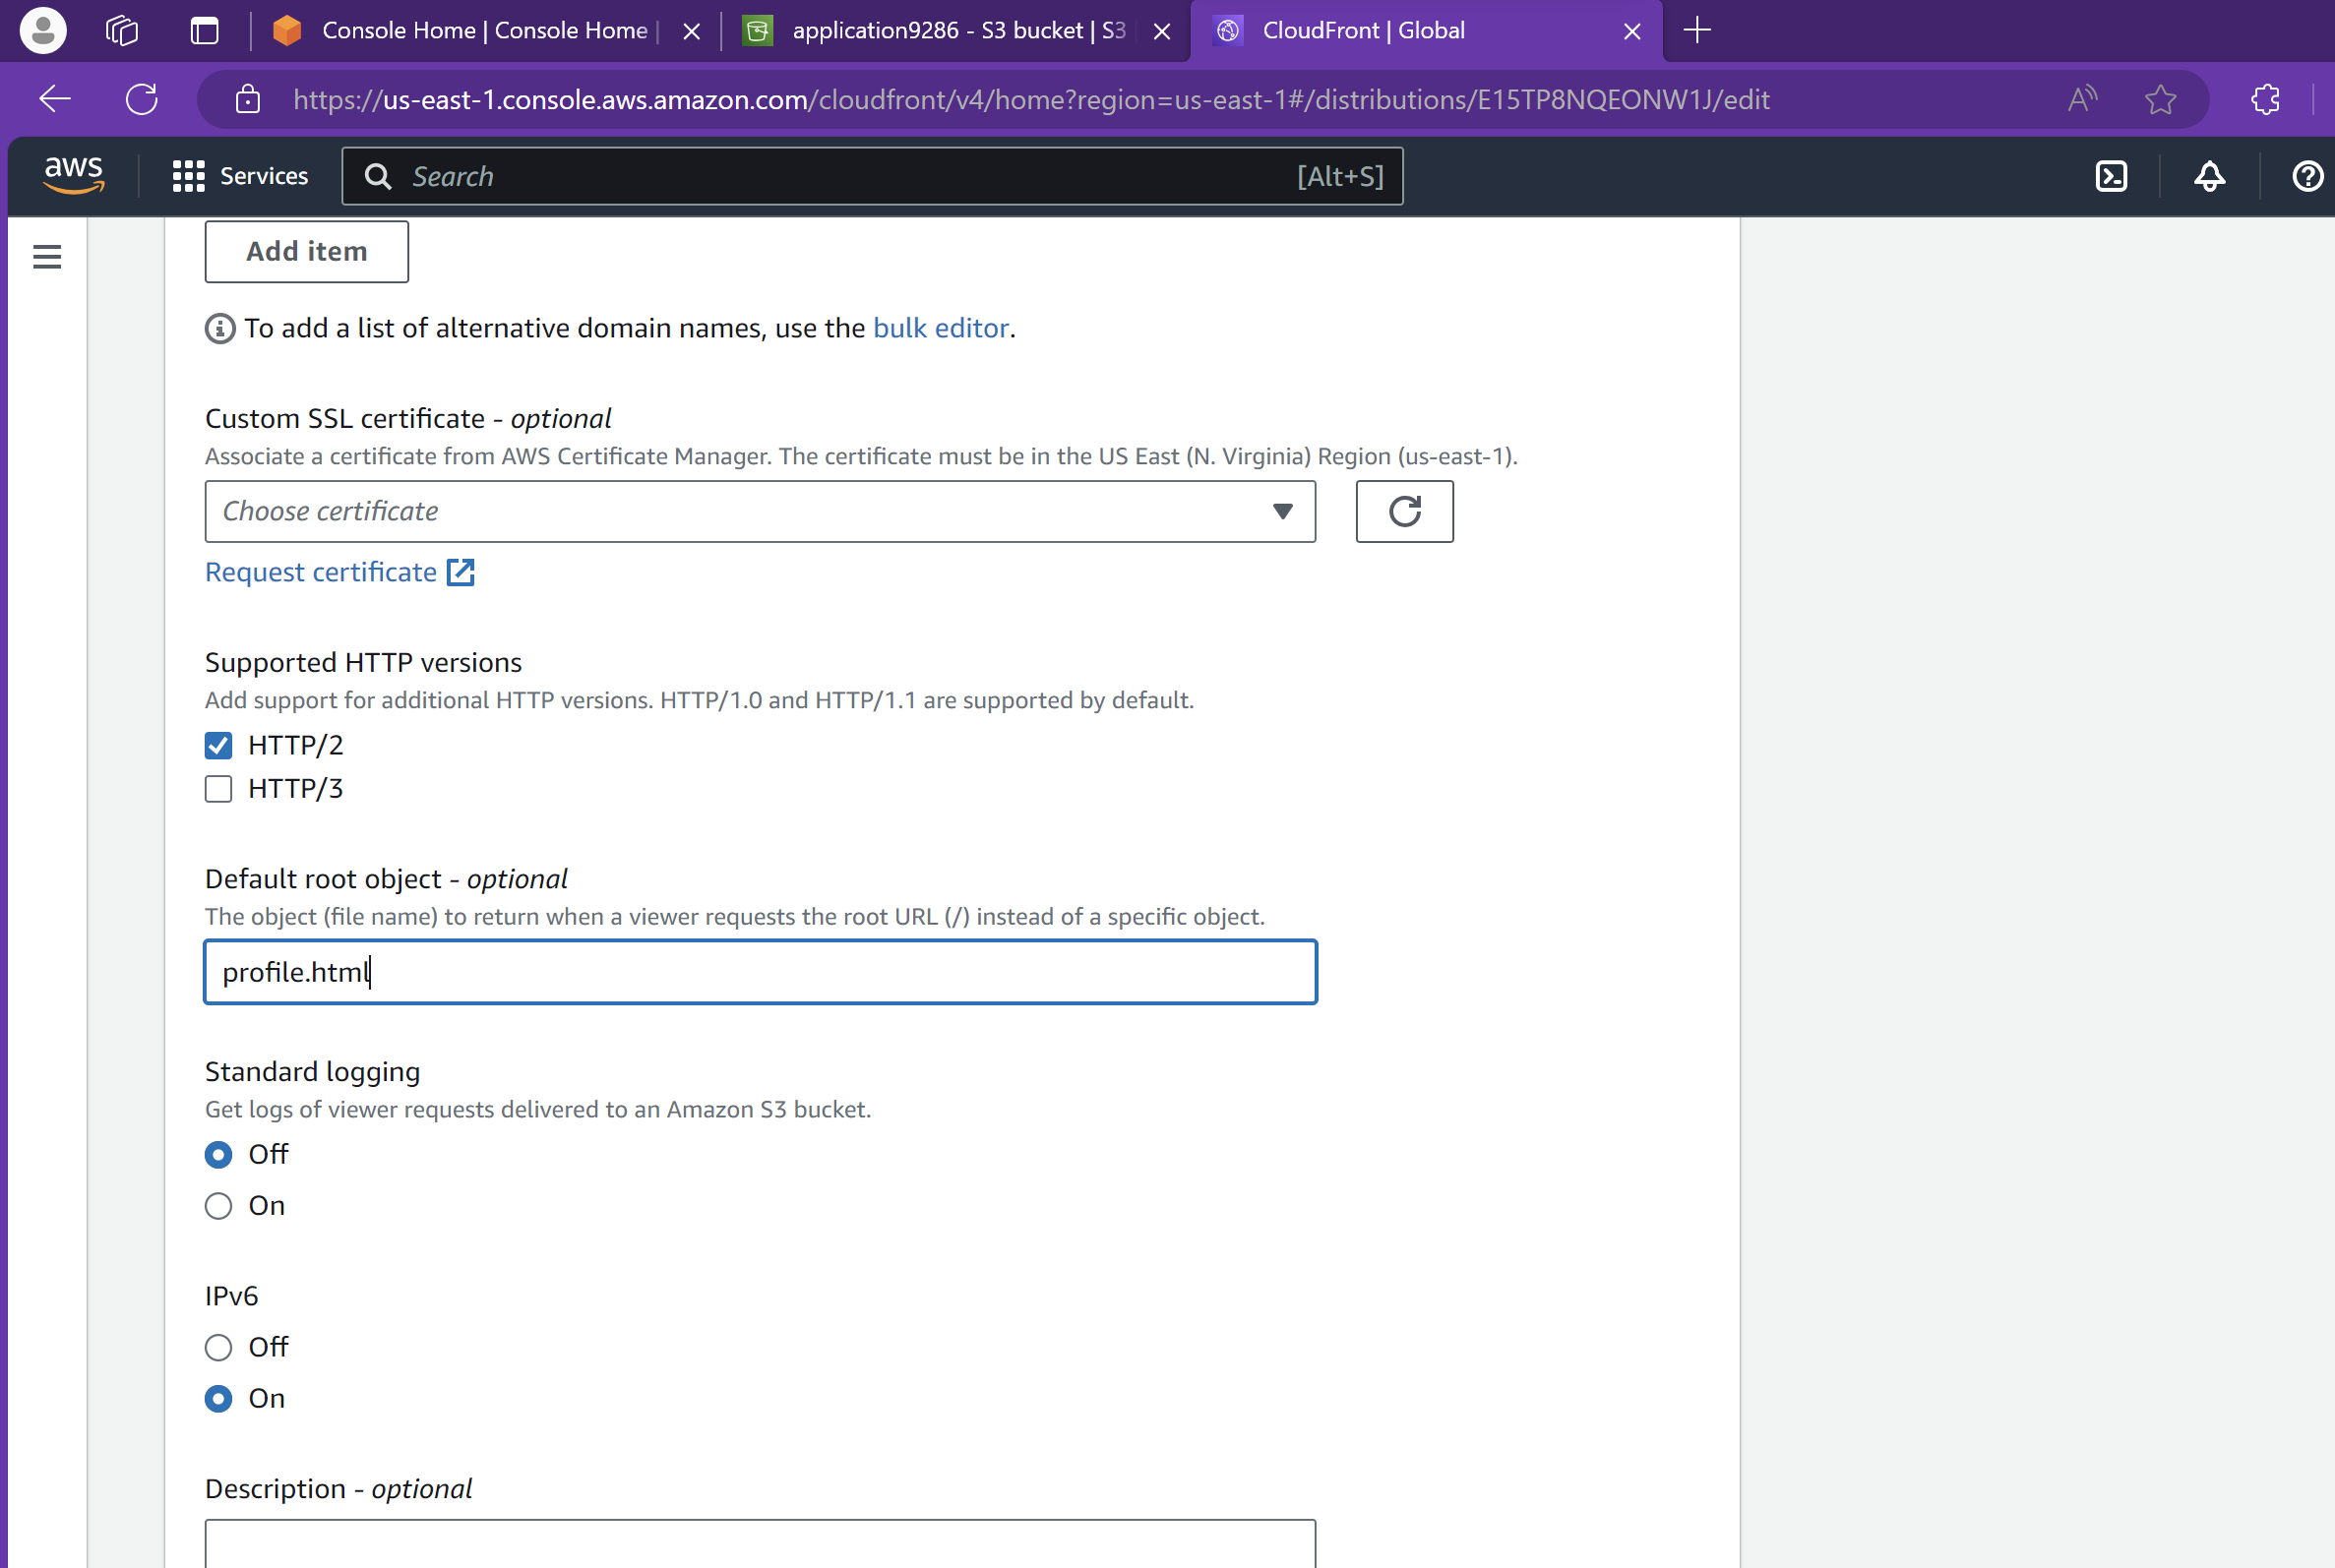 Console Home | Console Home |
application9286 - S3 bucket | S3
CloudFront | Global
https://us-east-1.console.aws.amazon.com/cloudfront/v4/home?region=us-east-1#/distributions/E15TP8NQEONW1J/edit
aws
Services
Search
[Alt+S]
Add item
To add a list of alternative domain names, use the bulk editor.
Custom SSL certificate - optional
Associate a certificate from AWS Certificate Manager. The certificate must be in the US East (N. Virginia) Region (us-east-1).
Choose certificate
Request certificate
Supported HTTP versions
Add support for additional HTTP versions. HTTP/1.0 and HTTP/1.1 are supported by default.
HTTP/2
HTTP/3
Default root object - optional
The object (file name) to return when a viewer requests the root URL (/) instead of a specific object.
profile.html
Standard logging
Get logs of viewer requests delivered to an Amazon S3 bucket.
Off
On
IPv6
Off
On
Description - optional